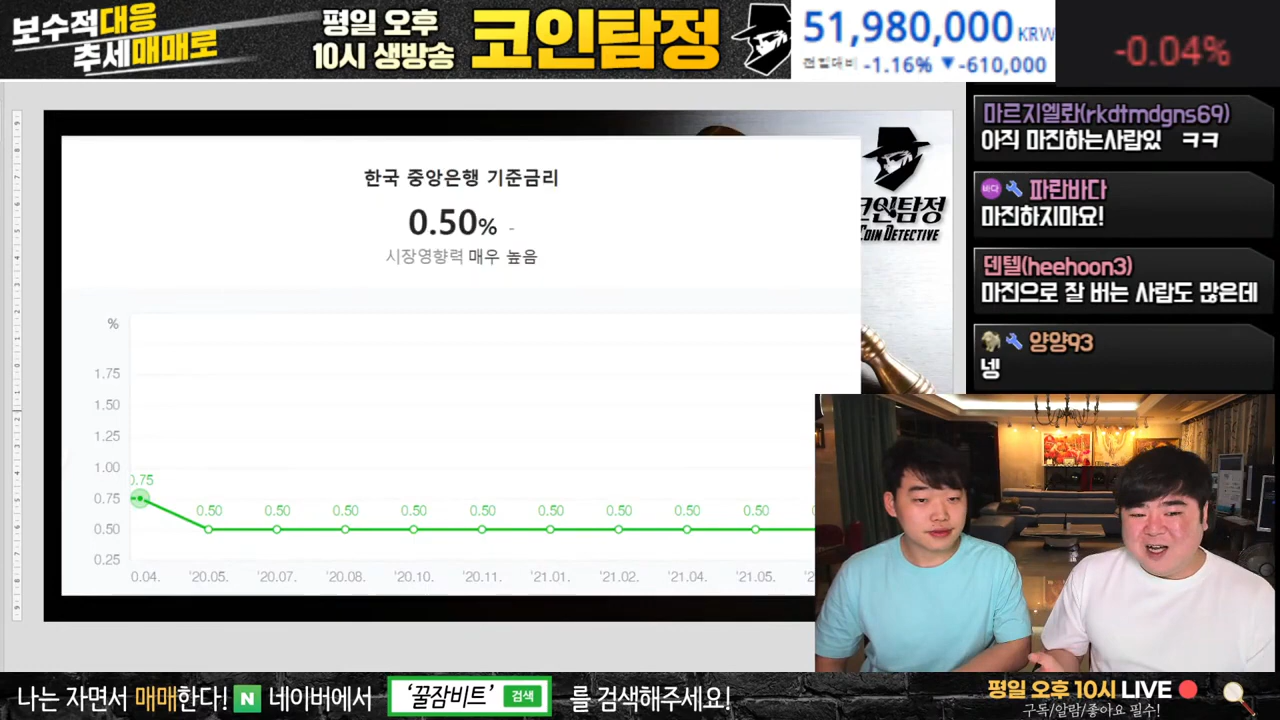 보수적대응
추세매매로
평일 오후
10시 생방송
코인탐정
51,980,000 KRW
전일대비 -1.16% ▼-610,000
-0.04%
한국 중앙은행 기준금리
0.50% -
시장영향력 매우 높음
%
1.75
1.50
1.25
1.00
0.75
0.50
0.25
0.75
0.50 0.50 0.50 0.50 0.50 0.50 0.50 0.50 0.50
0.04. '20.05. '20.07. '20.08. '20.10. '20.11. '21.01. '21.02. '21.04. '21.05.
코인탐정
COIN DETECTIVE
마르지엘롸(rkdtmdgns69)
아직 마진하는사람있 ㅋㅋ
바다 파란바다
마진하지마요!
덴텔(heehoon3)
마진으로 잘 버는 사람도 많은데
양양93
넹
나는 자면서 매매한다! N 네이버에서 '꿀잠비트' 검색 를 검색해주세요!
평일 오후 10시 LIVE
구독/알람/좋아요 필수!